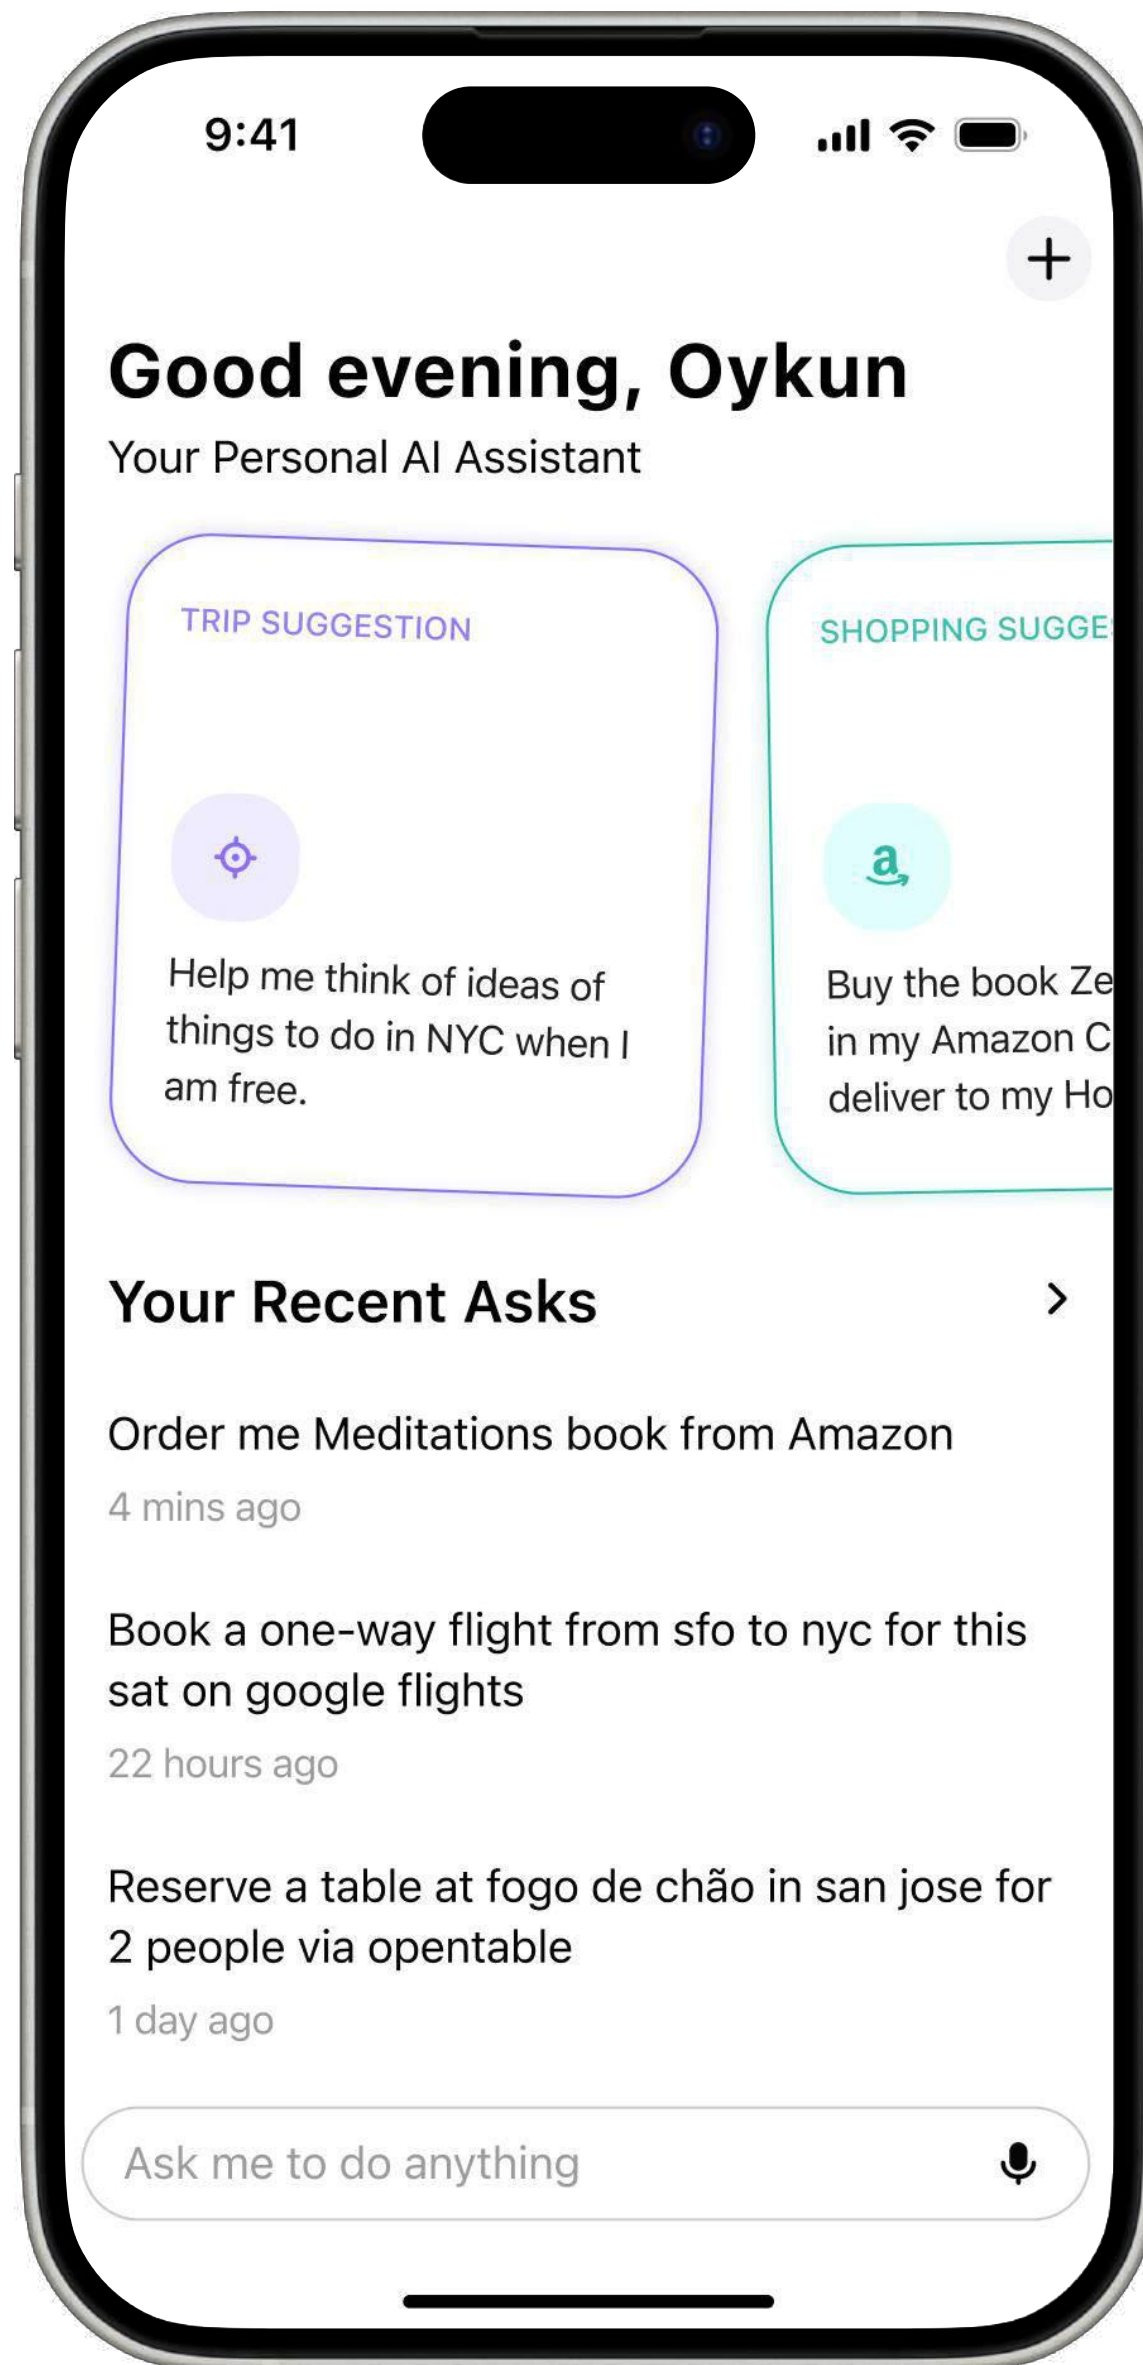 9:41
Good evening, Oykun
Your Personal AI Assistant
TRIP SUGGESTION
Help me think of ideas of
things to do in NYC when I
am free.
SHOPPING SUGGES
a
Buy the book Ze
in my Amazon C
deliver to my Ho
Your Recent Asks
Order me Meditations book from Amazon
4 mins ago
Book a one-way flight from sfo to nyc for this
sat on google flights
22 hours ago
Reserve a table at fogo de chão in san jose for
2 people via opentable
1 day ago
Ask me to do anything